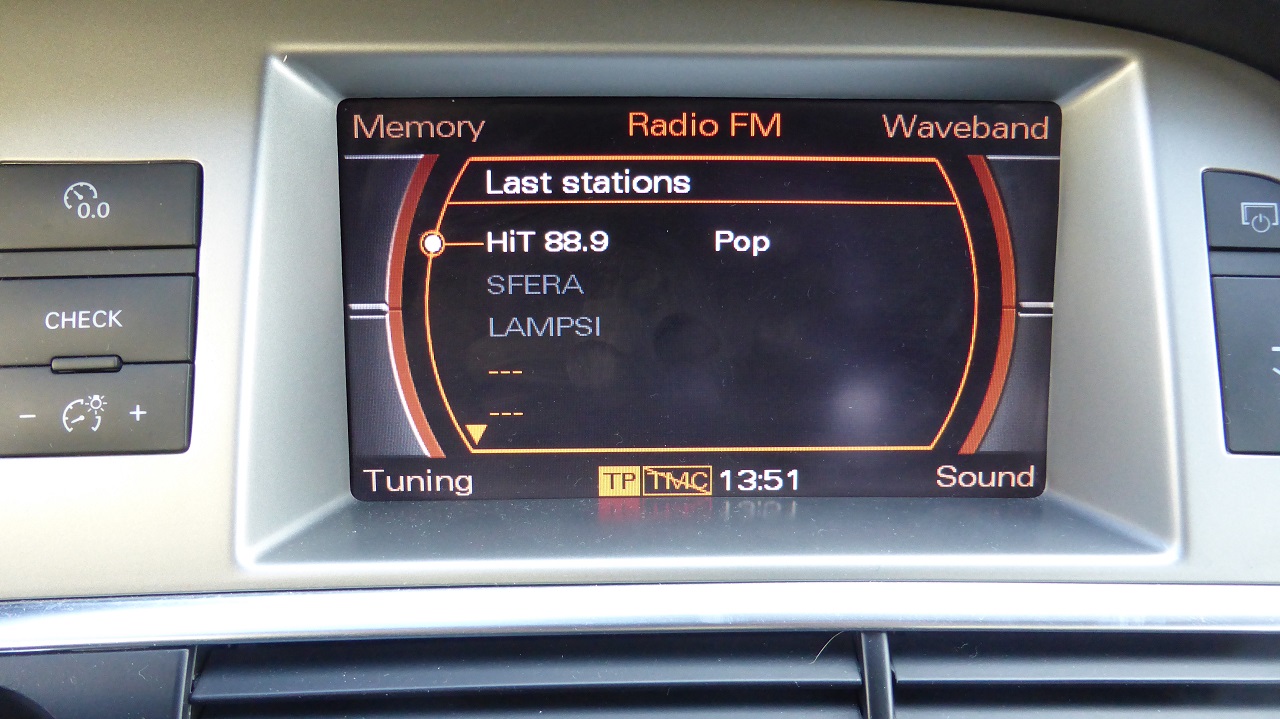 Memory Radio FM Waveband
Last stations
0.0
HiT 88.9 Pop
SFERA
CHECK
LAMPSI
---
---
- +
Tuning TP TMC 13:51 Sound